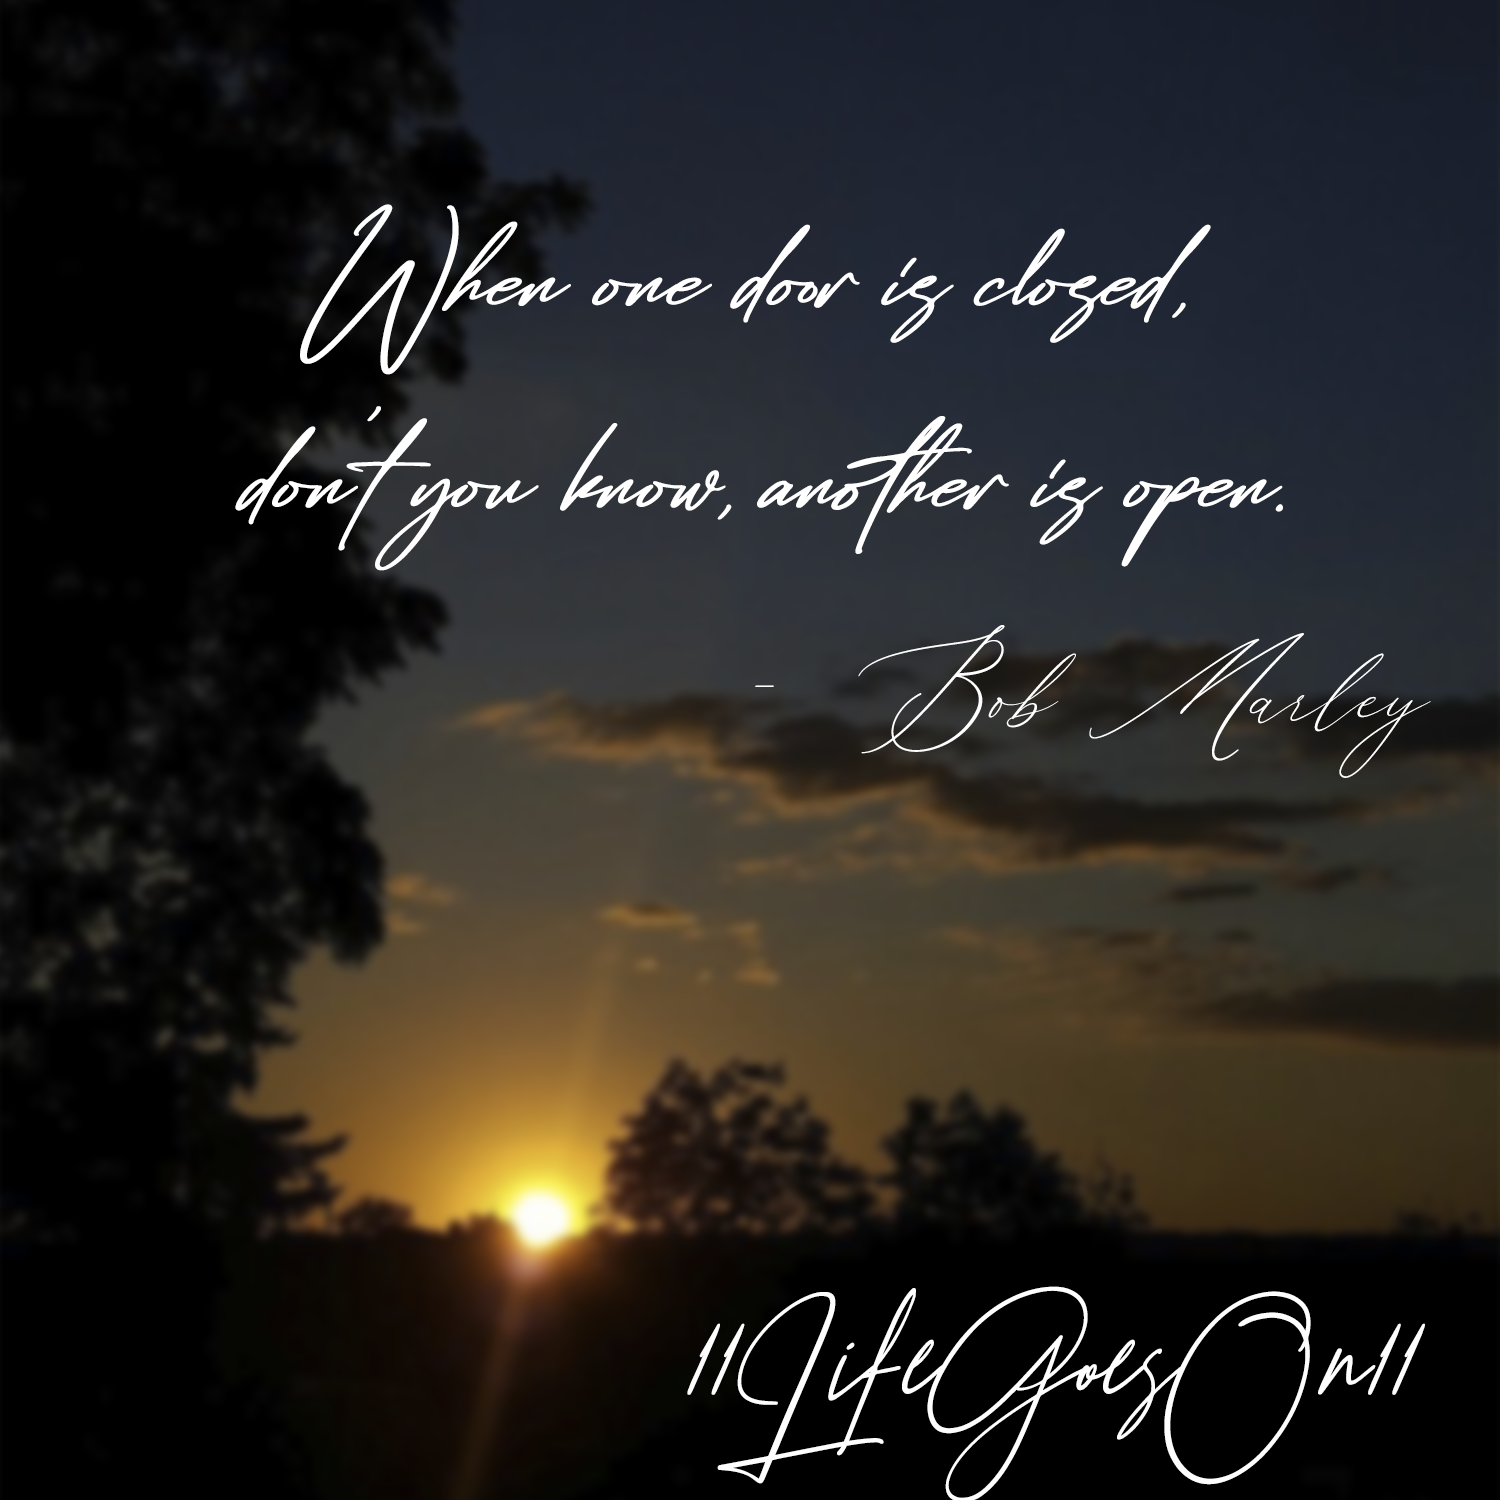 When one door is closed,
don't you know, another is open.
- Bob Marley
"LifeGoesOn"